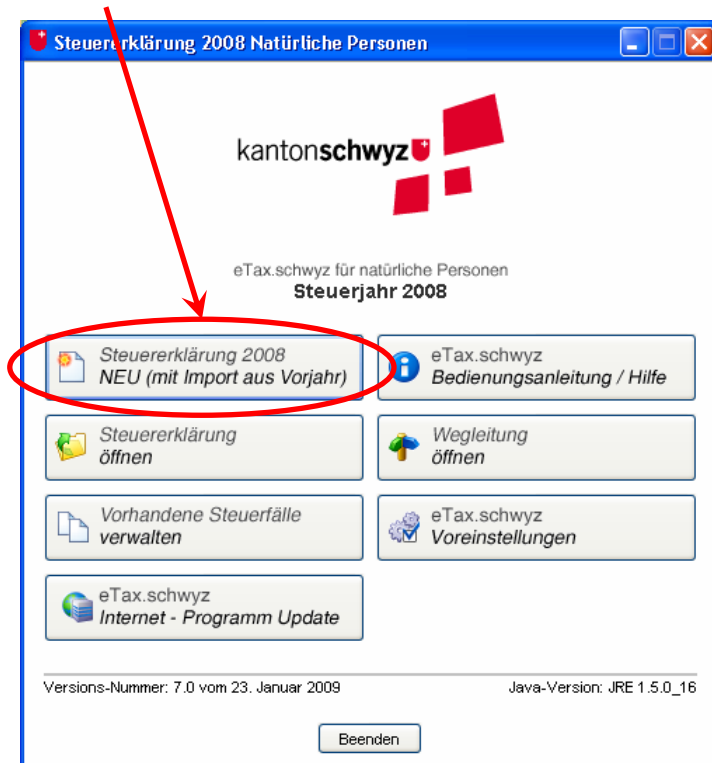 Steuererklärung 2008 Natürliche Personen
kantonschwyz
eTax.schwyz für natürliche Personen
Steuerjahr 2008
Steuererklärung 2008
NEU (mit Import aus Vorjahr)
eTax.schwyz
Bedienungsanleitung / Hilfe
Steuererklärung
öffnen
Wegleitung
öffnen
Vorhandene Steuerfälle
verwalten
eTax.schwyz
Voreinstellungen
eTax.schwyz
Internet - Programm Update
Versions-Nummer: 7.0 vom 23. Januar 2009
Java-Version: JRE 1.5.0_16
Beenden